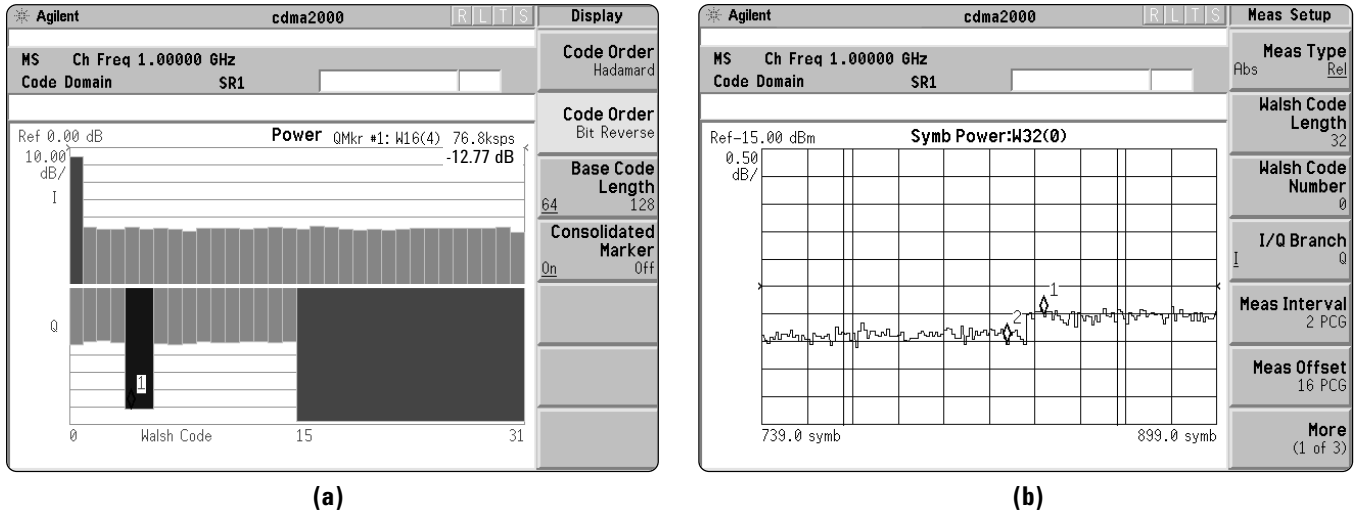 Agilent cdma2000 R L T S Display
MS Ch Freq 1.00000 GHz
Code Domain SR1
Ref 0.00 dB Power QMkr #1: W16(4) 76.8ksps
-12.77 dB
10.00
dB/
I
Q
1
0 Walsh Code 15 31
Code Order
Hadamard
Code Order
Bit Reverse
Base Code
Length
64 128
Consolidated
Marker
On Off
(a)
Agilent cdma2000 R L T S Meas Setup
MS Ch Freq 1.00000 GHz
Code Domain SR1
Ref-15.00 dBm Symb Power:W32(0)
0.50
dB/
1
2
739.0 symb 899.0 symb
Meas Type
Abs Rel
Walsh Code
Length
32
Walsh Code
Number
0
I/Q Branch
I Q
Meas Interval
2 PCG
Meas Offset
16 PCG
More
(1 of 3)
(b)